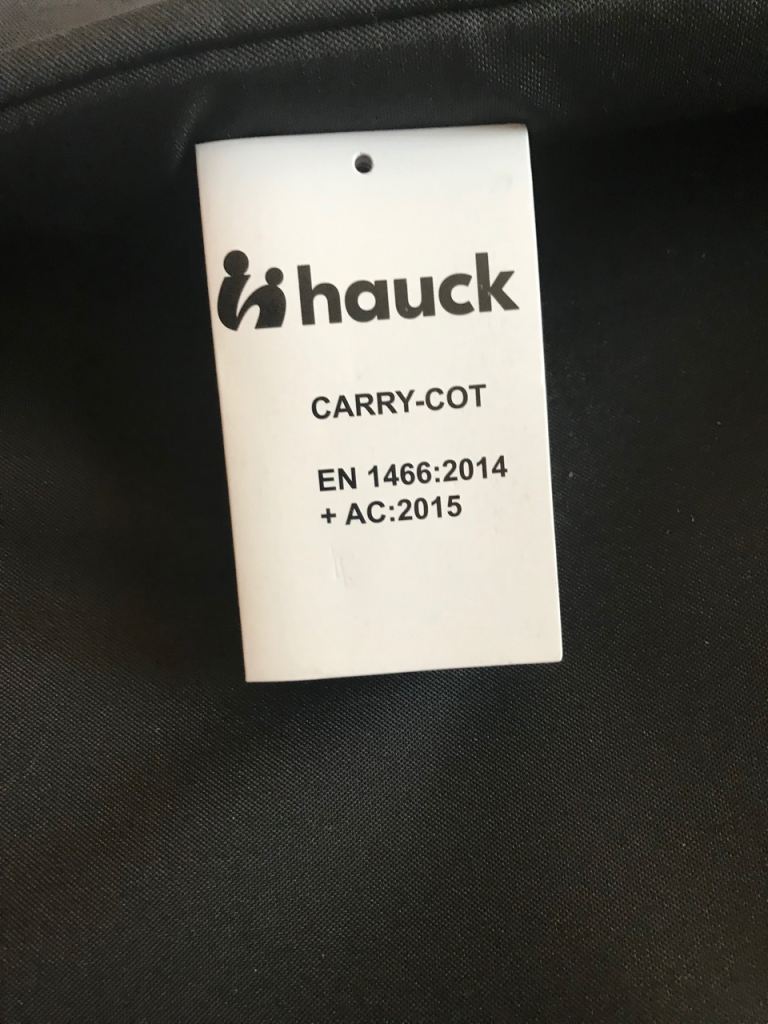 hauck
CARRY-COT
EN 1466:2014
+ AC:2015